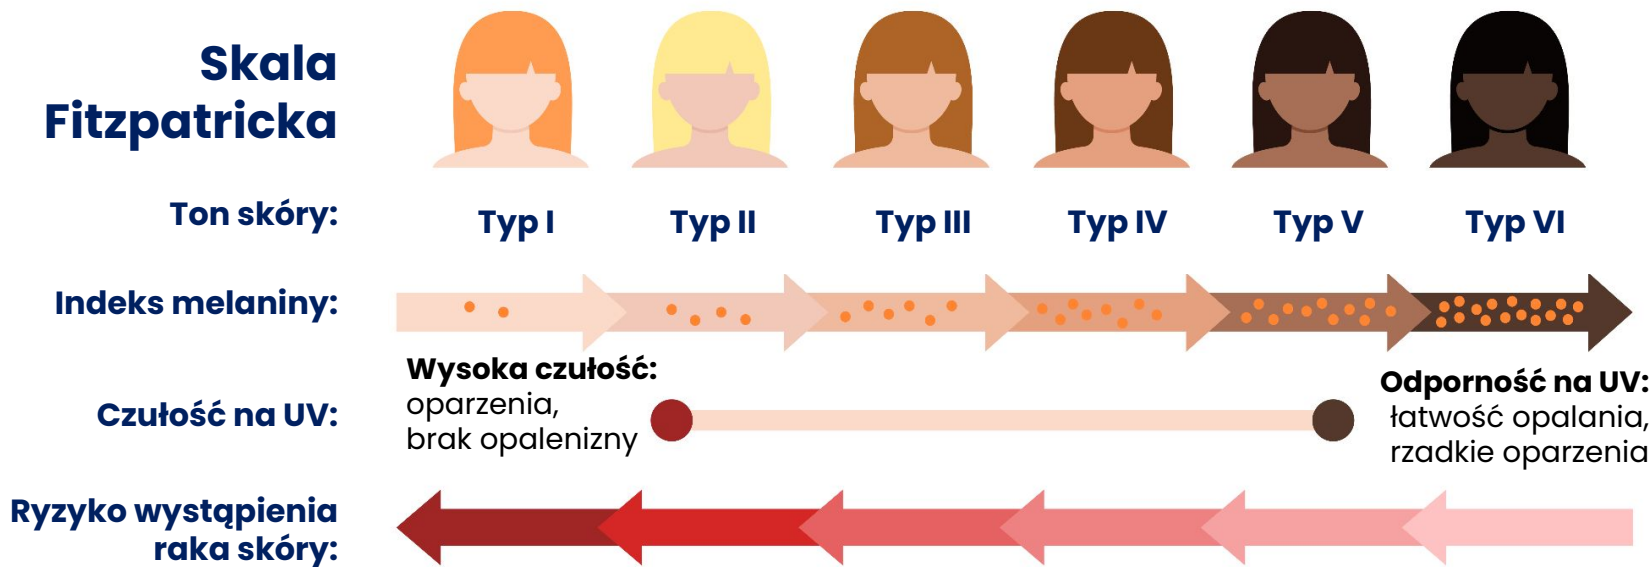 Skala
Fitzpatricka
Ton skóry:
Typ I
Typ II
Typ III
Typ IV
Typ V
Typ VI
Indeks melaniny:
Czułość na UV:
Wysoka czułość:
oparzenia,
brak opalenizny
Odporność na UV:
łatwość opalania,
rzadkie oparzenia
Ryzyko wystąpienia
raka skóry: